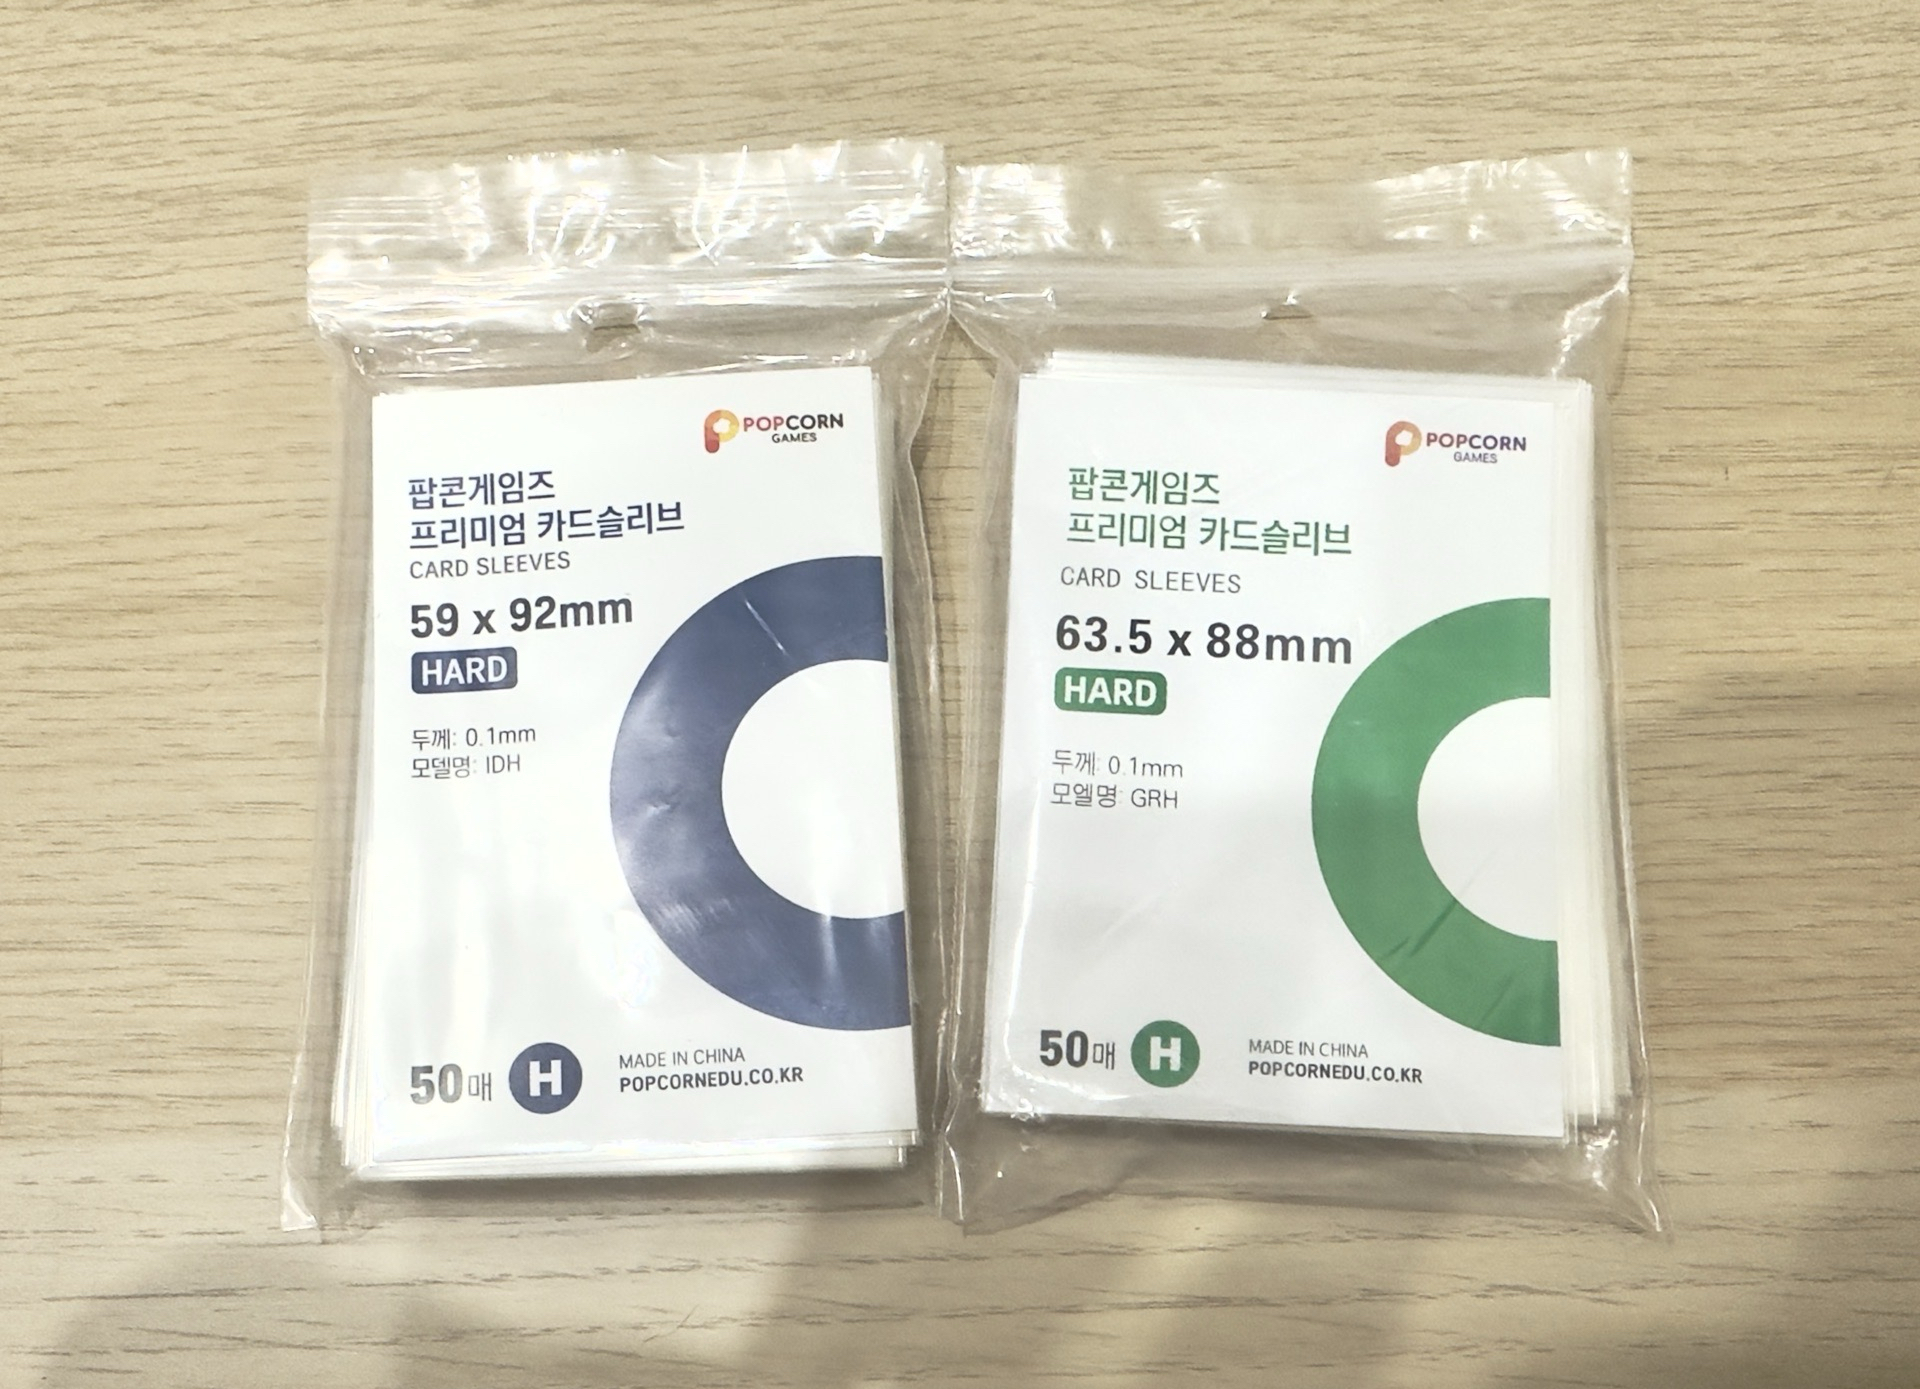 POPCORN
GAMES
팝콘게임즈
프리미엄 카드슬리브
CARD SLEEVES
59 x 92mm
HARD
두께: 0.1mm
모델명: IDH
50매
H
MADE IN CHINA
POPCORNEDU.CO.KR
POPCORN
GAMES
팝콘게임즈
프리미엄 카드슬리브
CARD SLEEVES
63.5 x 88mm
HARD
두께: 0.1mm
모엘명: GRH
50매
H
MADE IN CHINA
POPCORNEDU.CO.KR